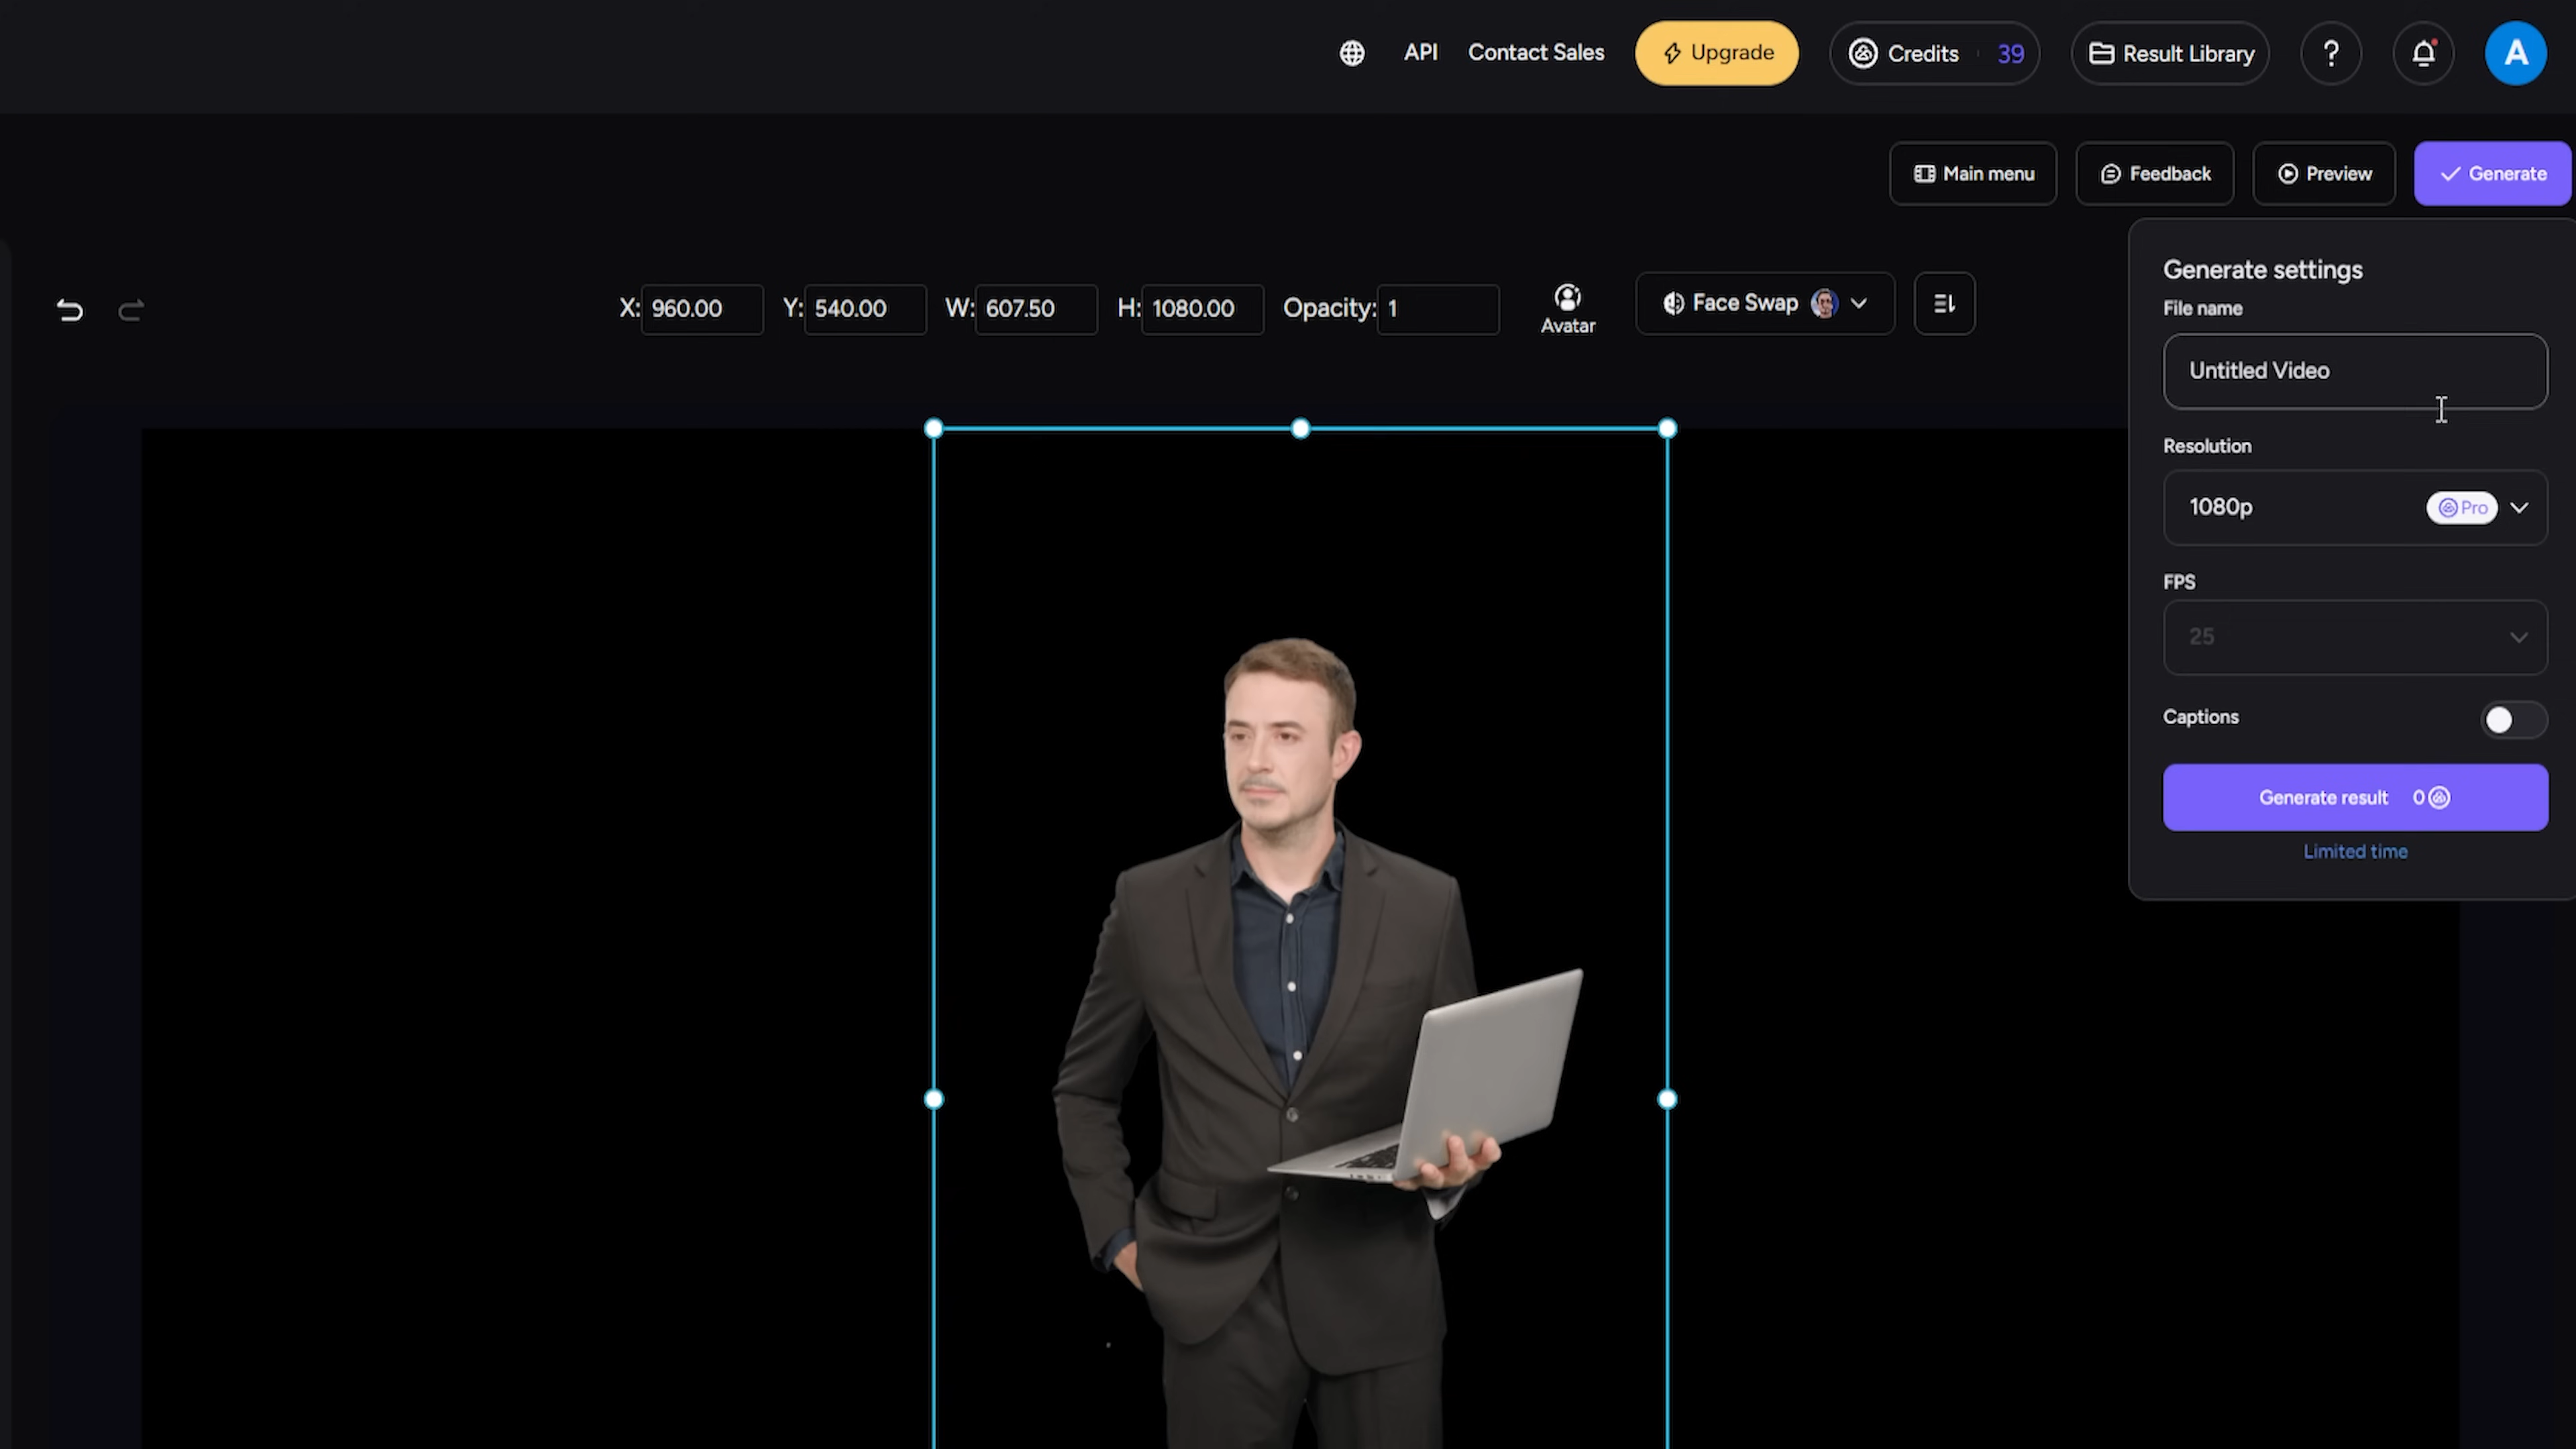 API Contact Sales Upgrade Credits 39 Result Library ? A
Main menu Feedback Preview Generate
X: 960.00 Y: 540.00 W: 607.50 H: 1080.00 Opacity: 1 Avatar Face Swap
Generate settings
File name
Untitled Video
Resolution
1080p Pro
FPS
25
Captions
Generate result 0
Limited time